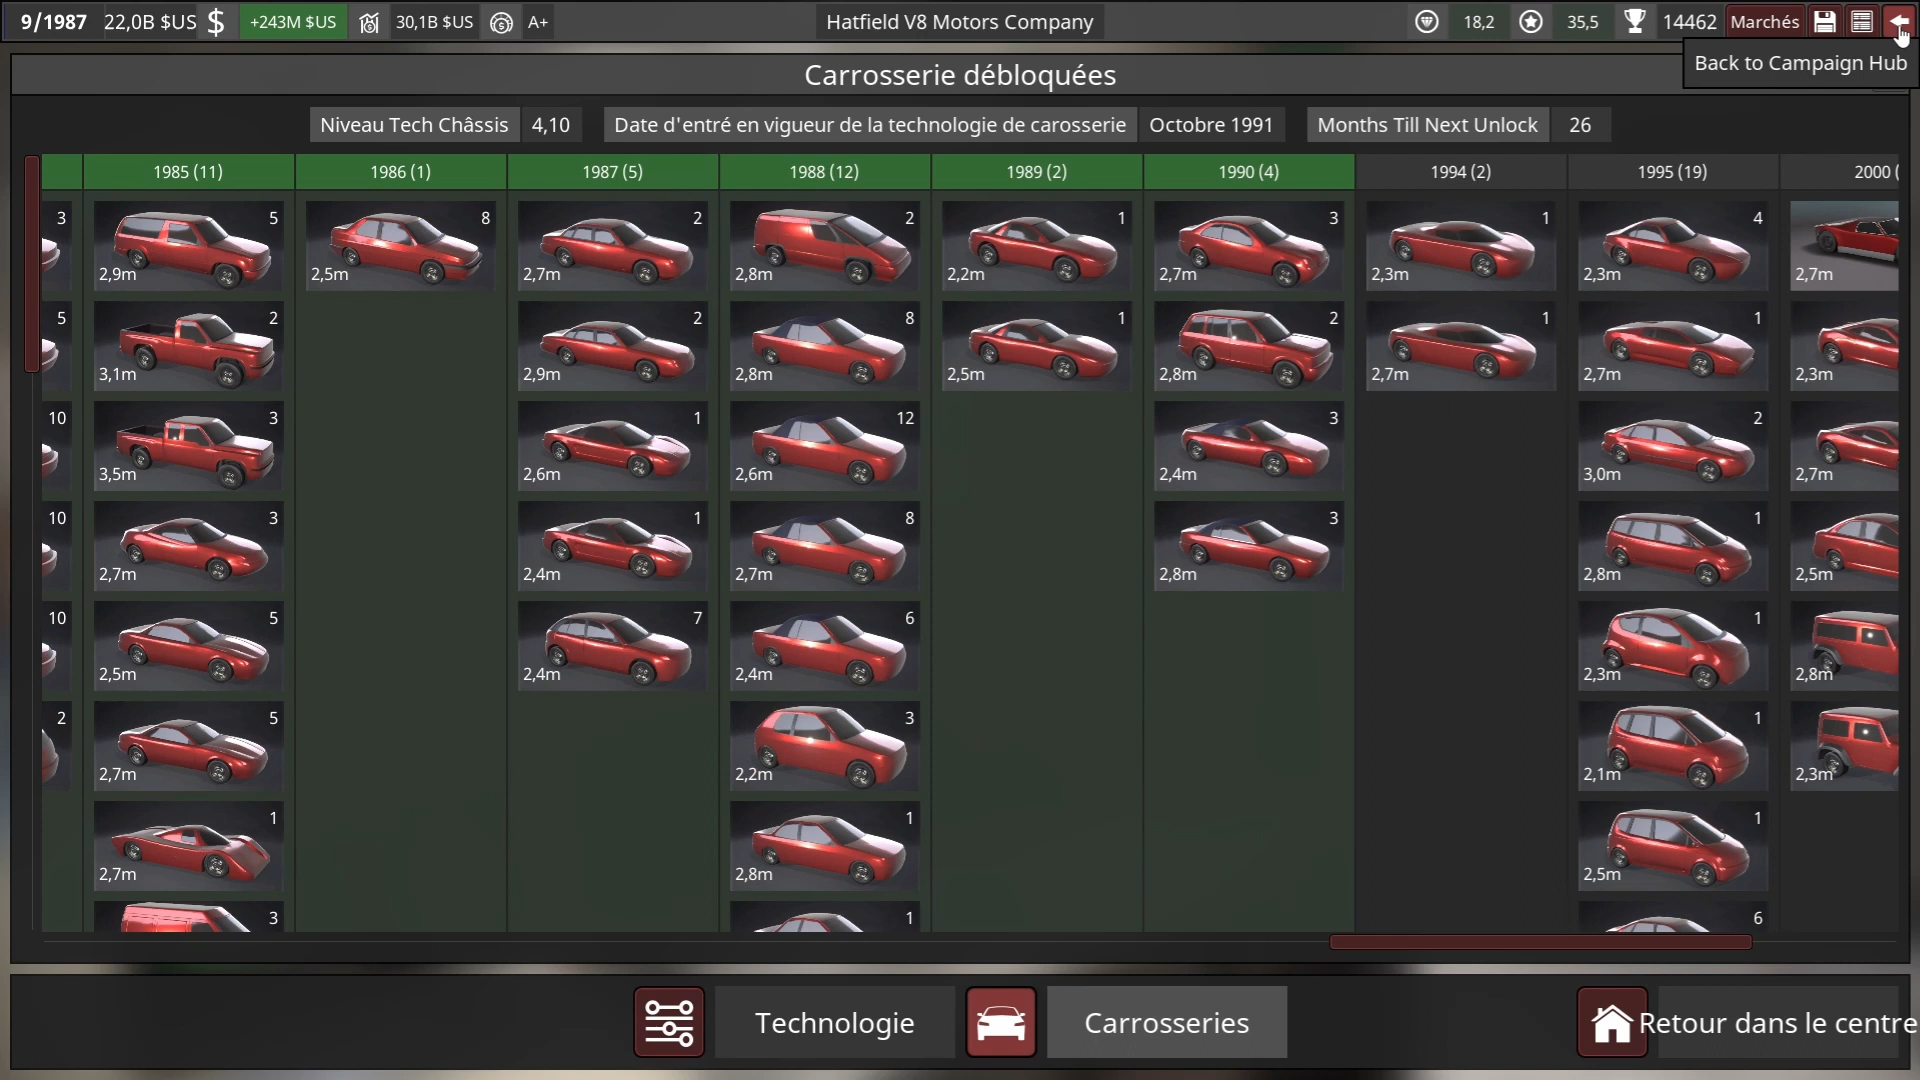 9/1987 22,0B $US $ +243M $US 30,1B $US A+ Hatfield V8 Motors Company 18,2 35,5 14462 Marchés
Back to Campaign Hub
Carrosserie débloquées
Niveau Tech Châssis 4,10 Date d'entré en vigueur de la technologie de carosserie Octobre 1991 Months Till Next Unlock 26
1985 (11) 1986 (1) 1987 (5) 1988 (12) 1989 (2) 1990 (4) 1994 (2) 1995 (19) 2000 (
3 5 8 2 2 1 3 1 4
2,9m 2,5m 2,7m 2,8m 2,2m 2,7m 2,3m 2,3m 2,7m
5 2 2 8 1 2 1 1
3,1m 2,9m 2,8m 2,5m 2,8m 2,7m 2,7m 2,3m
10 3 1 12 3 2
3,5m 2,6m 2,6m 2,4m 3,0m 2,7m
10 3 1 8 3 1
2,7m 2,4m 2,7m 2,8m 2,8m 2,5m
10 5 7 6 1
2,5m 2,4m 2,4m 2,3m 2,8m
2 5 3 1
2,7m 2,2m 2,1m 2,3m
1 1 1
2,7m 2,8m 2,5m
3 1 6
Technologie Carrosseries Retour dans le centre